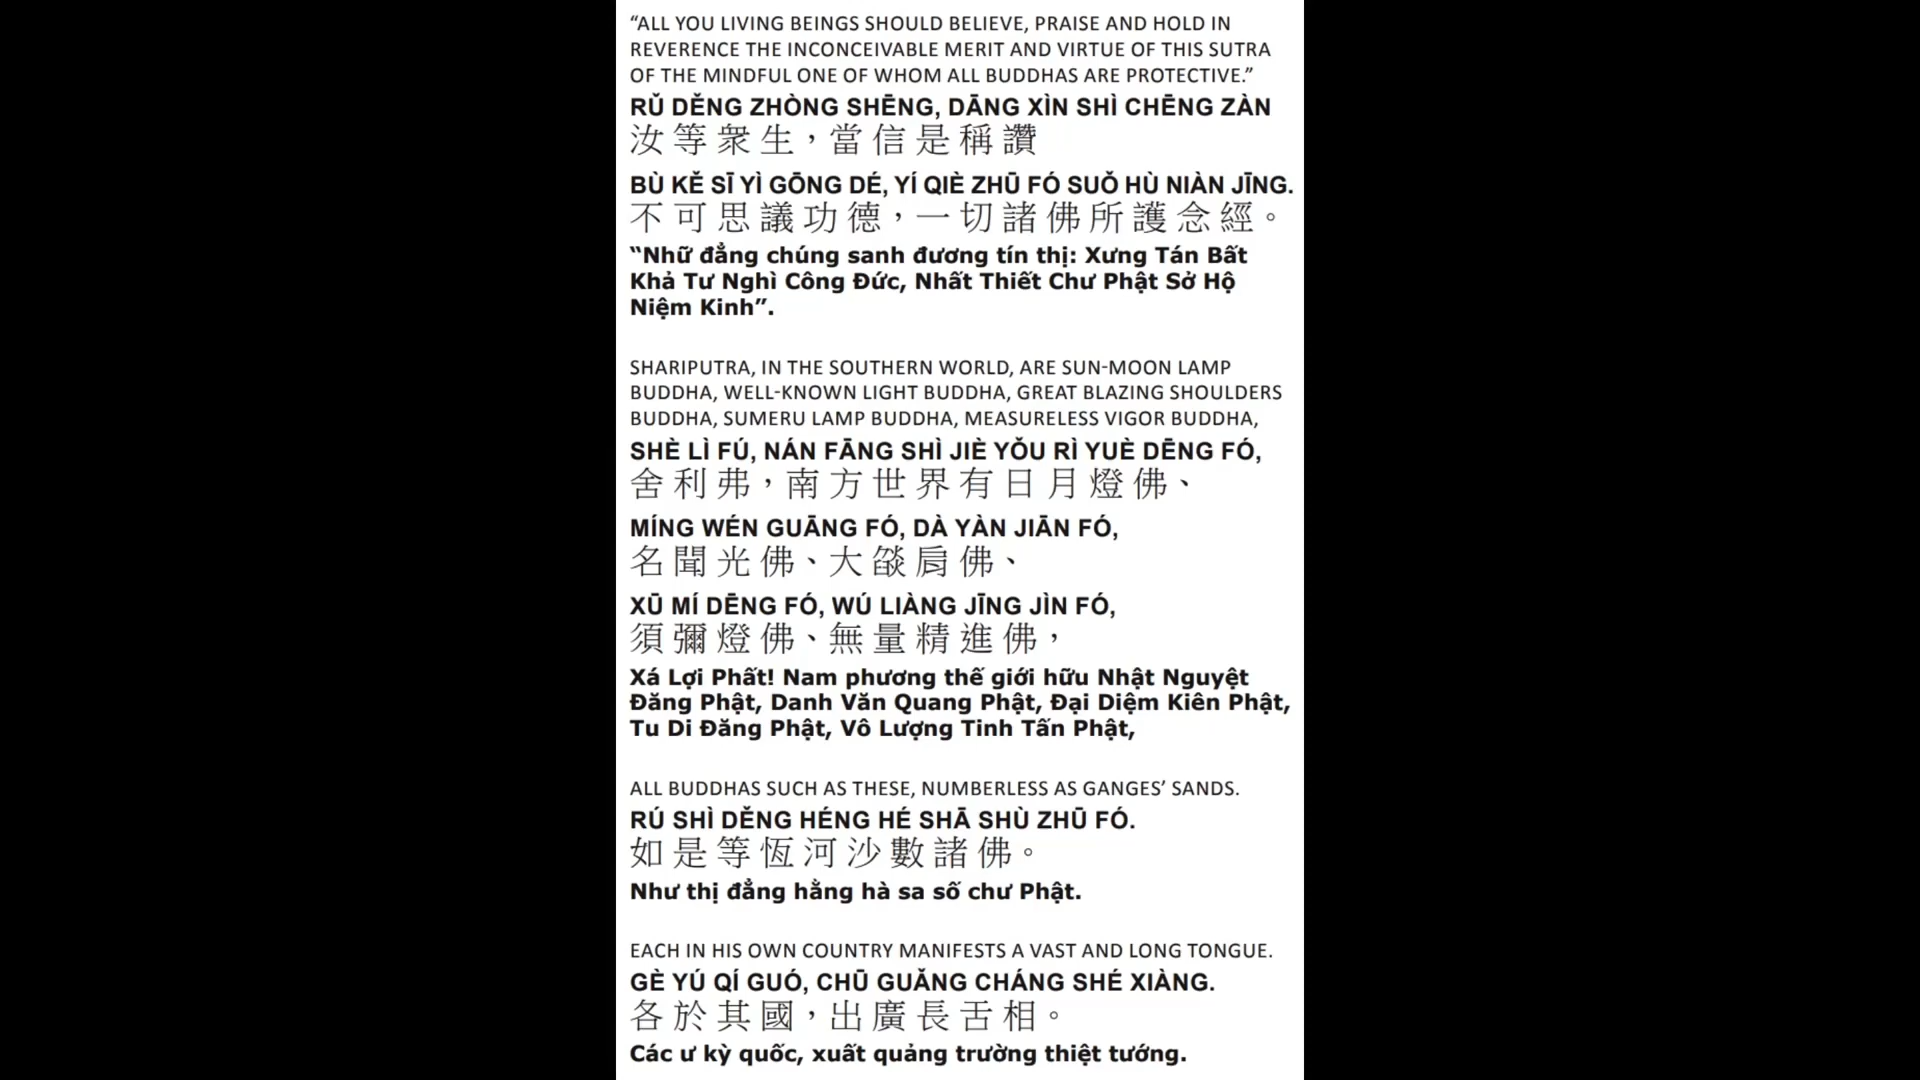 “ALL YOU LIVING BEINGS SHOULD BELIEVE, PRAISE AND HOLD IN
REVERENCE THE INCONCEIVABLE MERIT AND VIRTUE OF THIS SUTRA
OF THE MINDFUL ONE OF WHOM ALL BUDDHAS ARE PROTECTIVE.”
RǓ DĚNG ZHÒNG SHĒNG, DĀNG XÌN SHÌ CHĒNG ZÀN
汝等衆生，當信是稱讚
BÙ KĚ SĪ YÌ GŌNG DÉ, YÍ QIÈ ZHŪ FÓ SUǑ HÙ NIÀN JĪNG.
不可思議功德，一切諸佛所護念經。
“Nhữ đẳng chúng sanh đương tín thị: Xưng Tán Bất
Khả Tư Nghì Công Đức, Nhất Thiết Chư Phật Sở Hộ
Niệm Kinh”.
SHARIPUTRA, IN THE SOUTHERN WORLD, ARE SUN-MOON LAMP
BUDDHA, WELL-KNOWN LIGHT BUDDHA, GREAT BLAZING SHOULDERS
BUDDHA, SUMERU LAMP BUDDHA, MEASURELESS VIGOR BUDDHA,
SHÈ LÌ FÚ, NÁN FĀNG SHÌ JIÈ YǑU RÌ YUÈ DĒNG FÓ,
舍利弗，南方世界有日月燈佛、
MÍNG WÉN GUĀNG FÓ, DÀ YÀN JIĀN FÓ,
名聞光佛、大燄肩佛、
XŪ MÍ DĒNG FÓ, WÚ LIÀNG JĪNG JÌN FÓ,
須彌燈佛、無量精進佛，
Xá Lợi Phất! Nam phương thế giới hữu Nhật Nguyệt
Đăng Phật, Danh Văn Quang Phật, Đại Diệm Kiên Phật,
Tu Di Đăng Phật, Vô Lượng Tinh Tấn Phật,
ALL BUDDHAS SUCH AS THESE, NUMBERLESS AS GANGES’ SANDS.
RÚ SHÌ DĚNG HÉNG HÉ SHĀ SHÙ ZHŪ FÓ.
如是等恆河沙數諸佛。
Như thị đẳng hằng hà sa số chư Phật.
EACH IN HIS OWN COUNTRY MANIFESTS A VAST AND LONG TONGUE.
GÈ YÚ QÍ GUÓ, CHŪ GUǍNG CHÁNG SHÉ XIÀNG.
各於其國，出廣長舌相。
Các ư kỳ quốc, xuất quảng trường thiệt tướng.